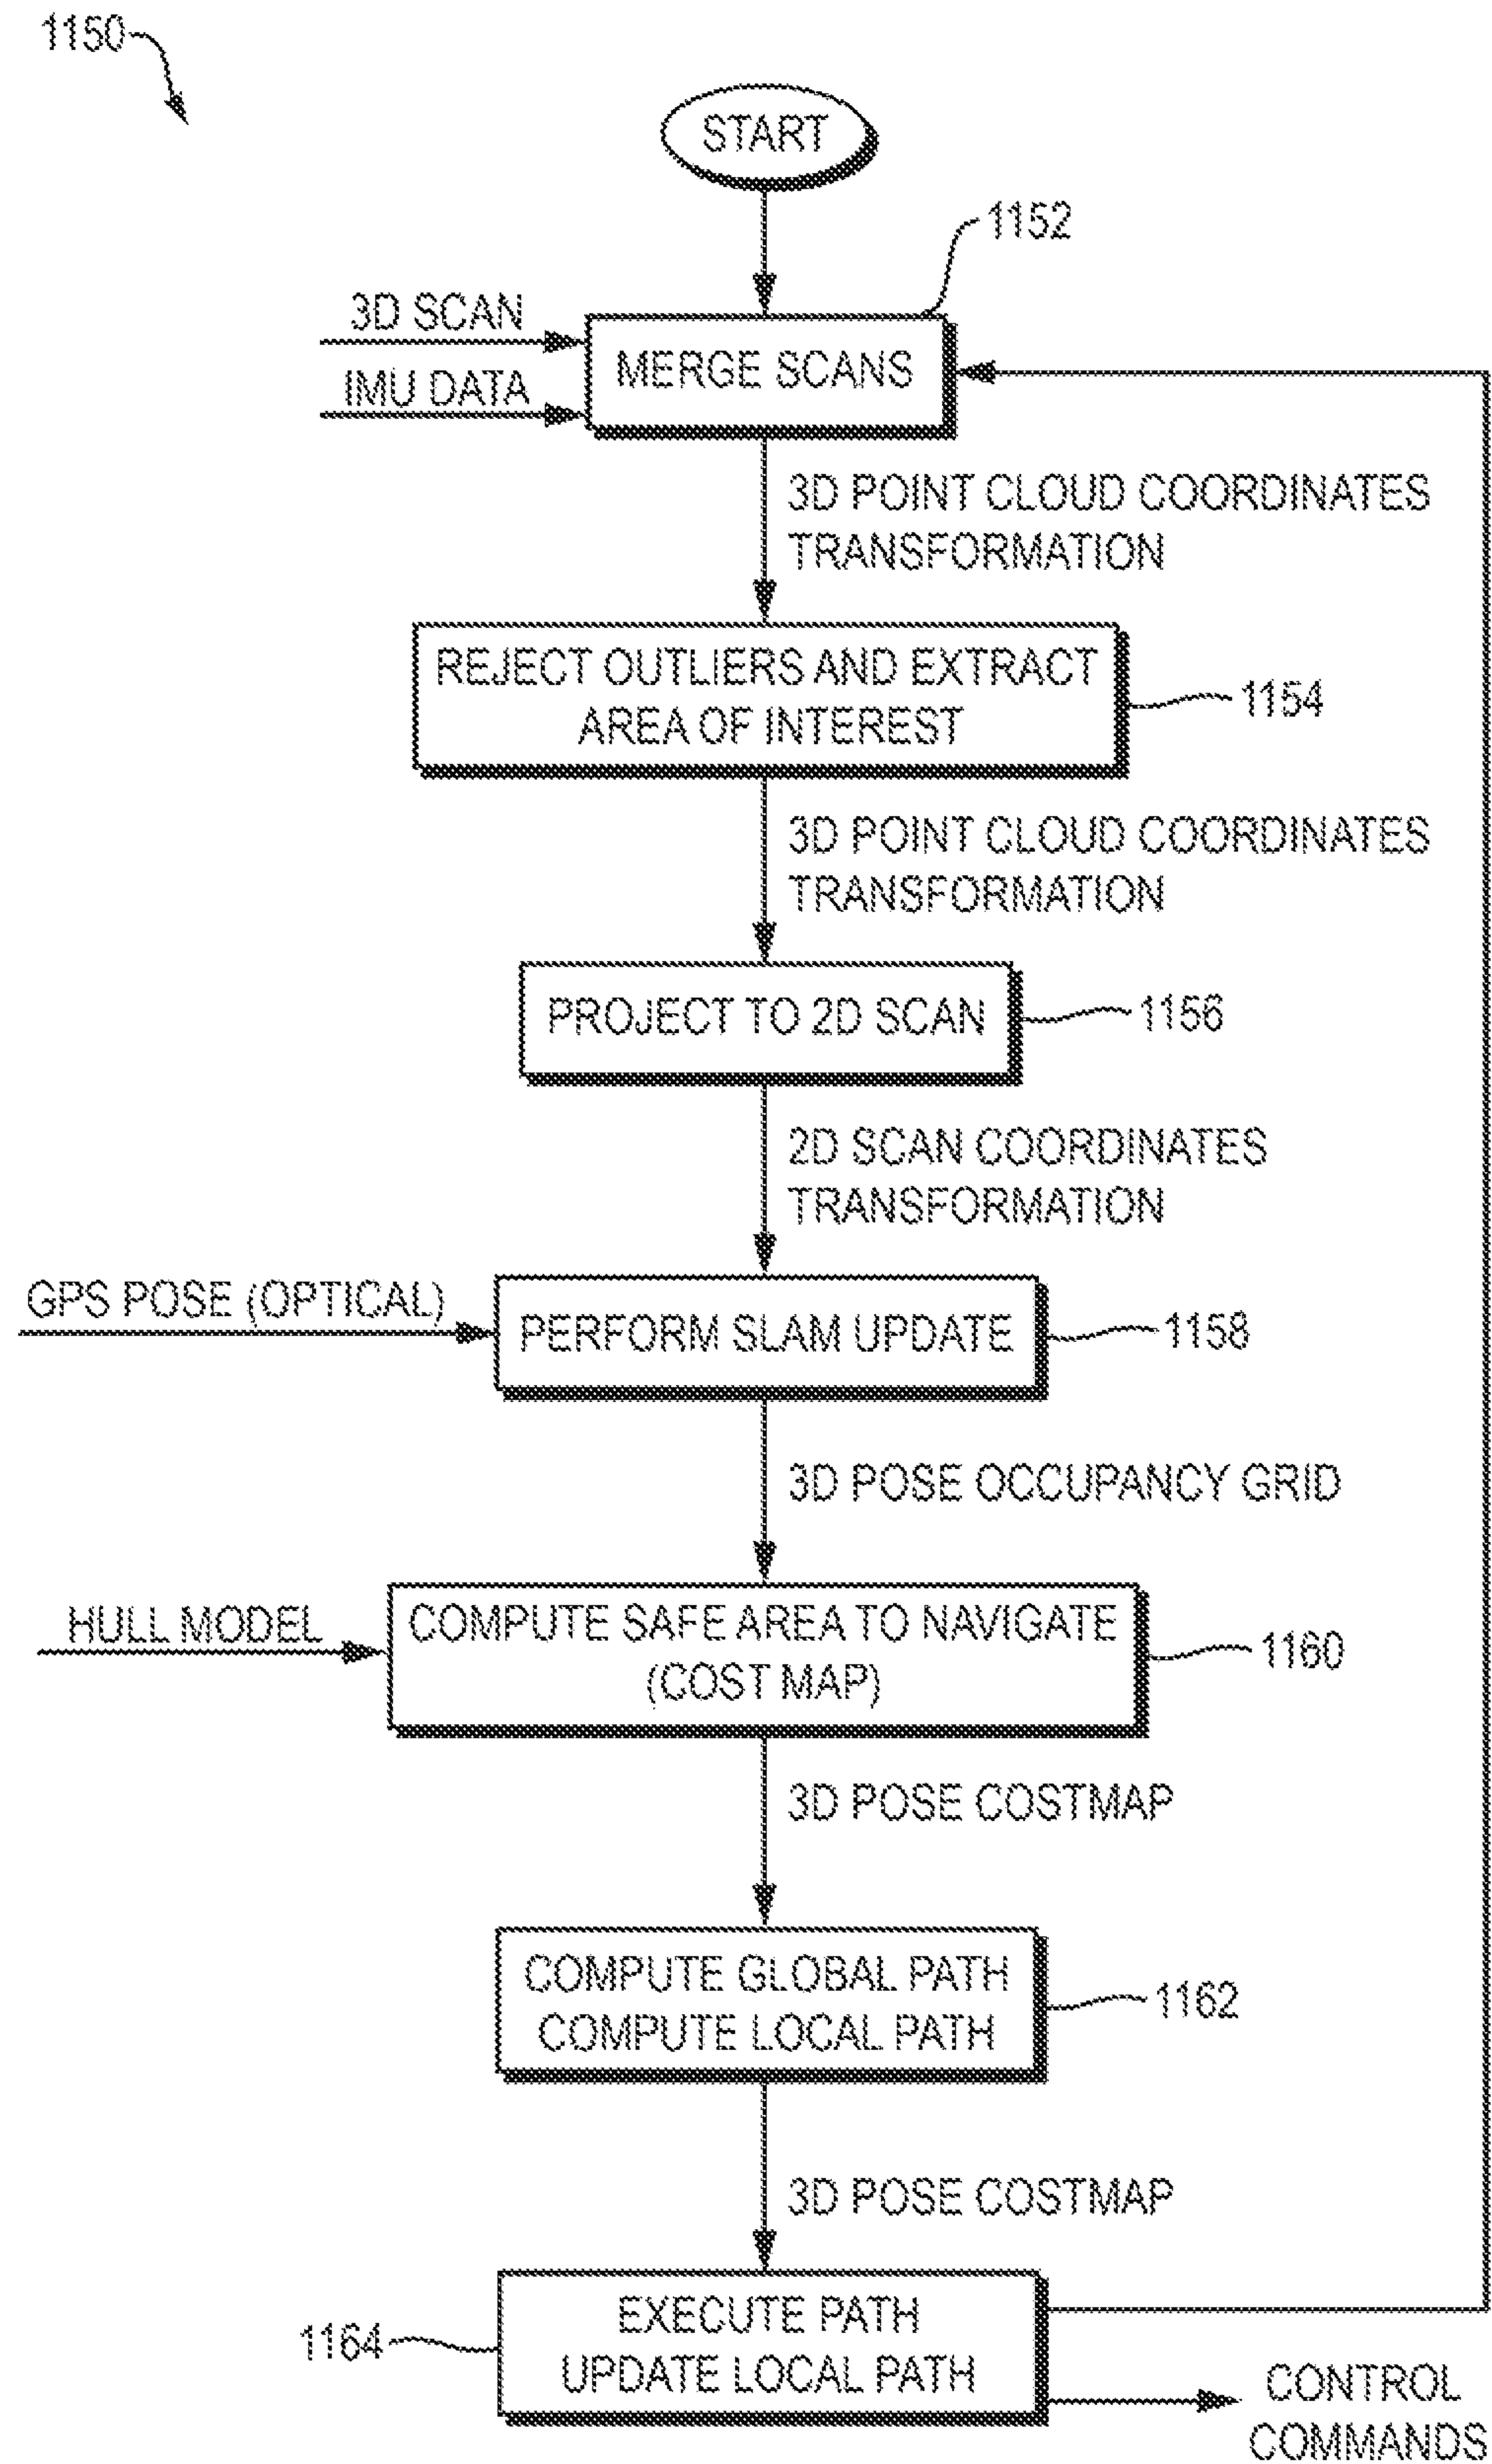 1150
START
1152
3D SCAN
IMU DATA
MERGE SCANS
3D POINT CLOUD COORDINATES
TRANSFORMATION
REJECT OUTLIERS AND EXTRACT
AREA OF INTEREST
1154
3D POINT CLOUD COORDINATES
TRANSFORMATION
PROJECT TO 2D SCAN
1156
2D SCAN COORDINATES
TRANSFORMATION
GPS POSE (OPTICAL)
PERFORM SLAM UPDATE
1158
3D POSE OCCUPANCY GRID
HULL MODEL
COMPUTE SAFE AREA TO NAVIGATE
(COST MAP)
1160
3D POSE COSTMAP
COMPUTE GLOBAL PATH
COMPUTE LOCAL PATH
1162
3D POSE COSTMAP
1164
EXECUTE PATH
UPDATE LOCAL PATH
CONTROL
COMMANDS